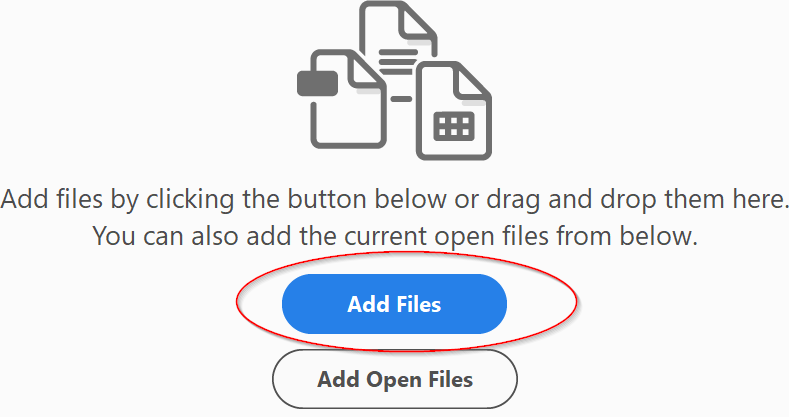 Add files by clicking the button below or drag and drop them here.
You can also add the current open files from below.
Add Files
Add Open Files